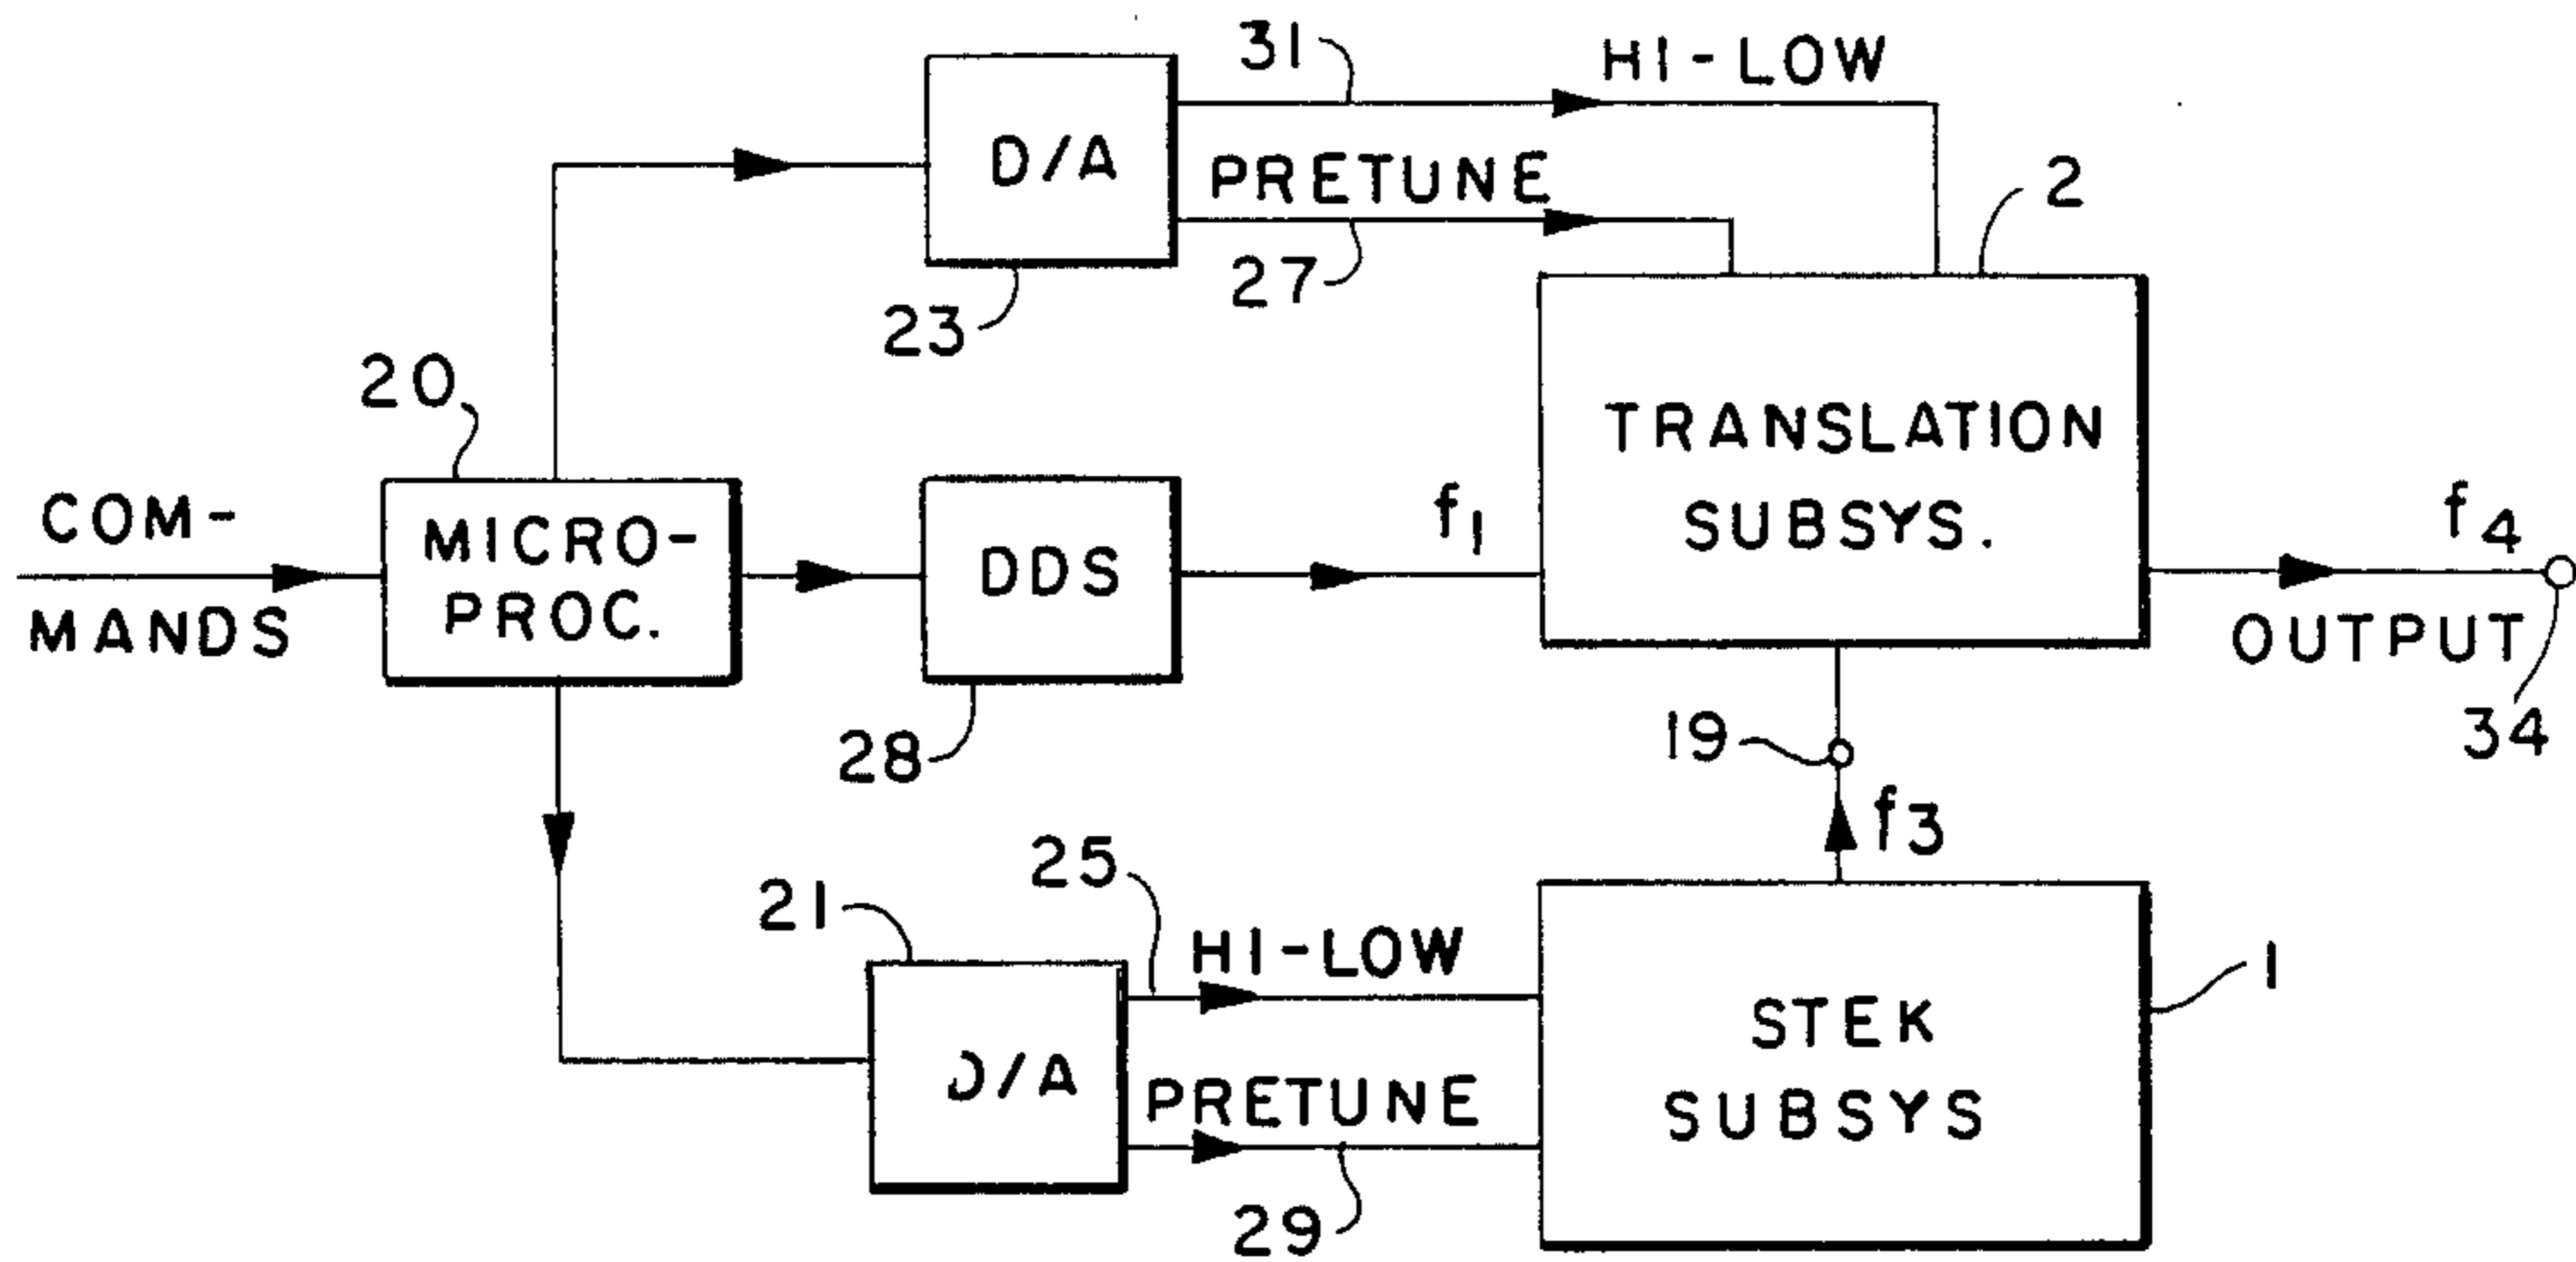 31
HI-LOW
D/A
PRETUNE
2
27
23
20
TRANSLATION
SUBSYS.
COM-
MANDS
MICRO-
PROC.
DDS
f1
f4
OUTPUT
34
28
19
f3
25
21
HI-LOW
1
D/A
STEK
SUBSYS
PRETUNE
29